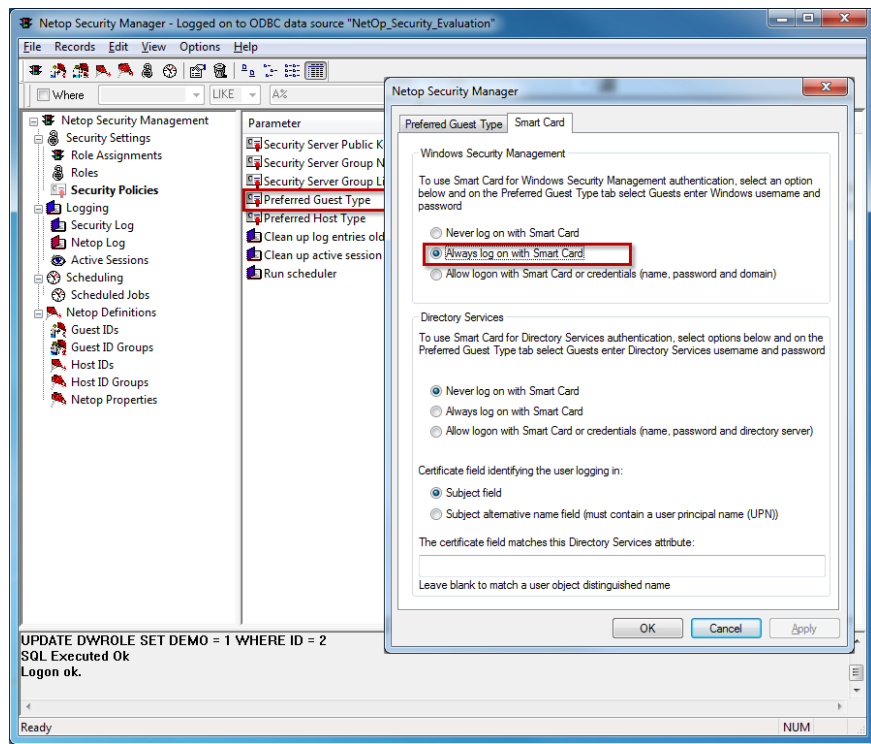 Netop Security Manager - Logged on to ODBC data source "NetOp_Security_Evaluation"
File Records Edit View Options Help
Where LIKE A%
Netop Security Management
Security Settings
Role Assignments
Roles
Security Policies
Logging
Security Log
Netop Log
Active Sessions
Scheduling
Scheduled Jobs
Netop Definitions
Guest IDs
Guest ID Groups
Host IDs
Host ID Groups
Netop Properties
Parameter
Security Server Public K
Security Server Group N
Security Server Group Li
Preferred Guest Type
Preferred Host Type
Clean up log entries old
Clean up active session
Run scheduler
Netop Security Manager
Preferred Guest Type Smart Card
Windows Security Management
To use Smart Card for Windows Security Management authentication, select an option
below and on the Preferred Guest Type tab select Guests enter Windows username and
password
Never log on with Smart Card
Always log on with Smart Card
Allow logon with Smart Card or credentials (name, password and domain)
Directory Services
To use Smart Card for Directory Services authentication, select options below and on the
Preferred Guest Type tab select Guests enter Directory Services username and password
Never log on with Smart Card
Always log on with Smart Card
Allow logon with Smart Card or credentials (name, password and directory server)
Certificate field identifying the user logging in:
Subject field
Subject alternative name field (must contain a user principal name (UPN))
The certificate field matches this Directory Services attribute:
Leave blank to match a user object distinguished name
OK Cancel Apply
UPDATE DWROLE SET DEMO = 1 WHERE ID = 2
SQL Executed Ok
Logon ok.
Ready NUM